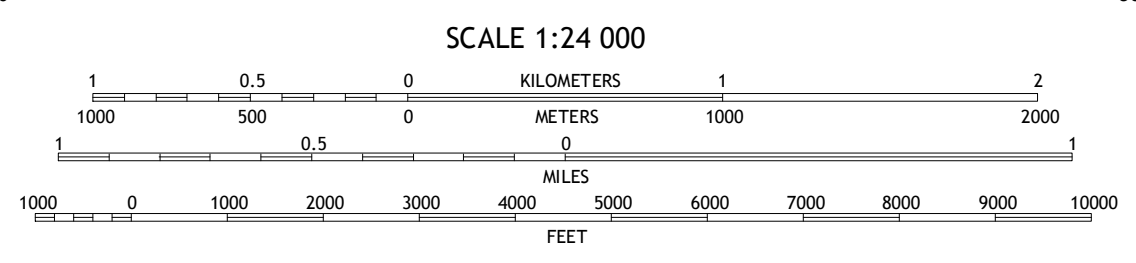 SCALE 1:24 000
1 0.5 0 KILOMETERS 1 2
1000 500 0 METERS 1000 2000
1 0.5 0 1
MILES
1000 0 1000 2000 3000 4000 5000 6000 7000 8000 9000 10000
FEET